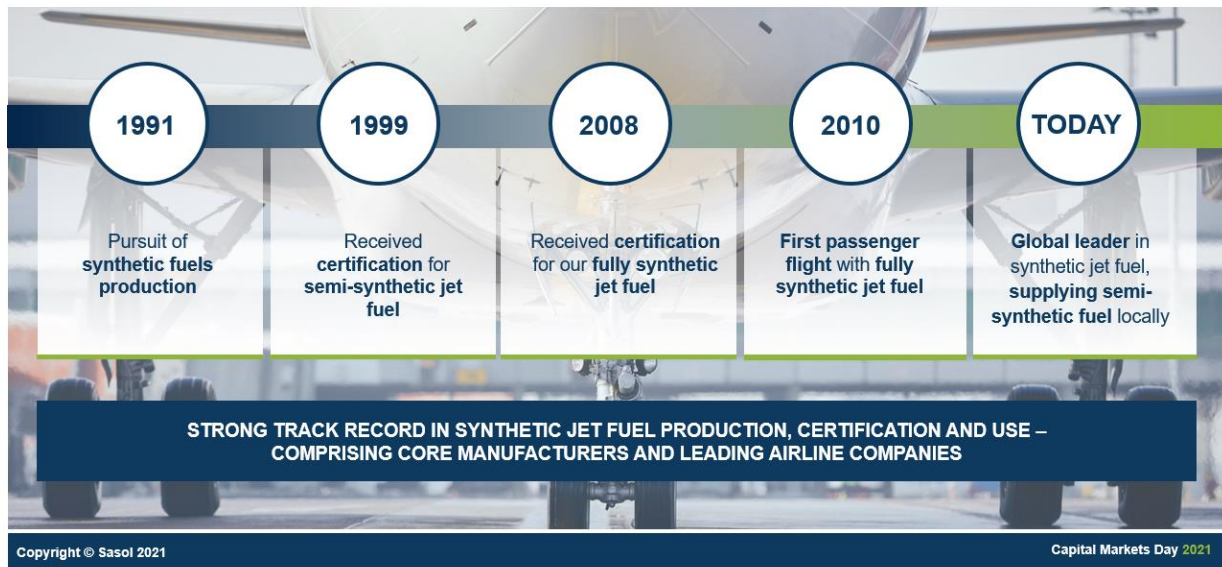 1991
Pursuit of
synthetic fuels
production
1999
Received
certification for
semi-synthetic jet
fuel
2008
Received certification
for our fully synthetic
jet fuel
2010
First passenger
flight with fully
synthetic jet fuel
TODAY
Global leader in
synthetic jet fuel,
supplying semi-
synthetic fuel locally
STRONG TRACK RECORD IN SYNTHETIC JET FUEL PRODUCTION, CERTIFICATION AND USE –
COMPRISING CORE MANUFACTURERS AND LEADING AIRLINE COMPANIES
Copyright © Sasol 2021
Capital Markets Day 2021